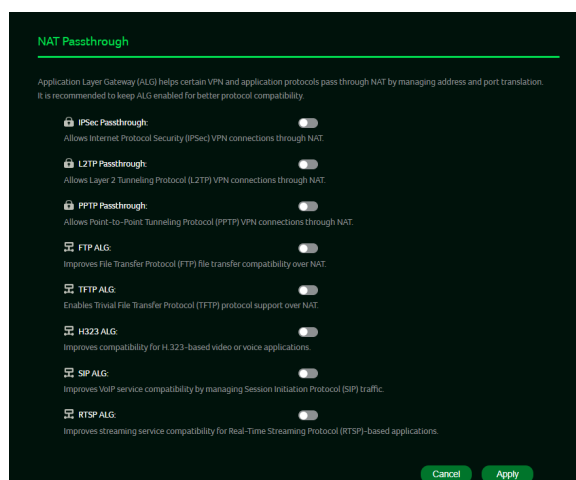 NAT Passthrough
Application Layer Gateway (ALG) helps certain VPN and application protocols pass through NAT by managing address and port translation.
It is recommended to keep ALG enabled for better protocol compatibility.
IPSec Passthrough:
Allows Internet Protocol Security (IPSec) VPN connections through NAT.
L2TP Passthrough:
Allows Layer 2 Tunneling Protocol (L2TP) VPN connections through NAT.
PPTP Passthrough:
Allows Point-to-Point Tunneling Protocol (PPTP) VPN connections through NAT.
FTP ALG:
Improves File Transfer Protocol (FTP) file transfer compatibility over NAT.
TFTP ALG:
Enables Trivial File Transfer Protocol (TFTP) protocol support over NAT.
H323 ALG:
Improves compatibility for H.323-based video or voice applications.
SIP ALG:
Improves VoIP service compatibility by managing Session Initiation Protocol (SIP) traffic.
RTSP ALG:
Improves streaming service compatibility for Real-Time Streaming Protocol (RTSP)-based applications.
Cancel Apply